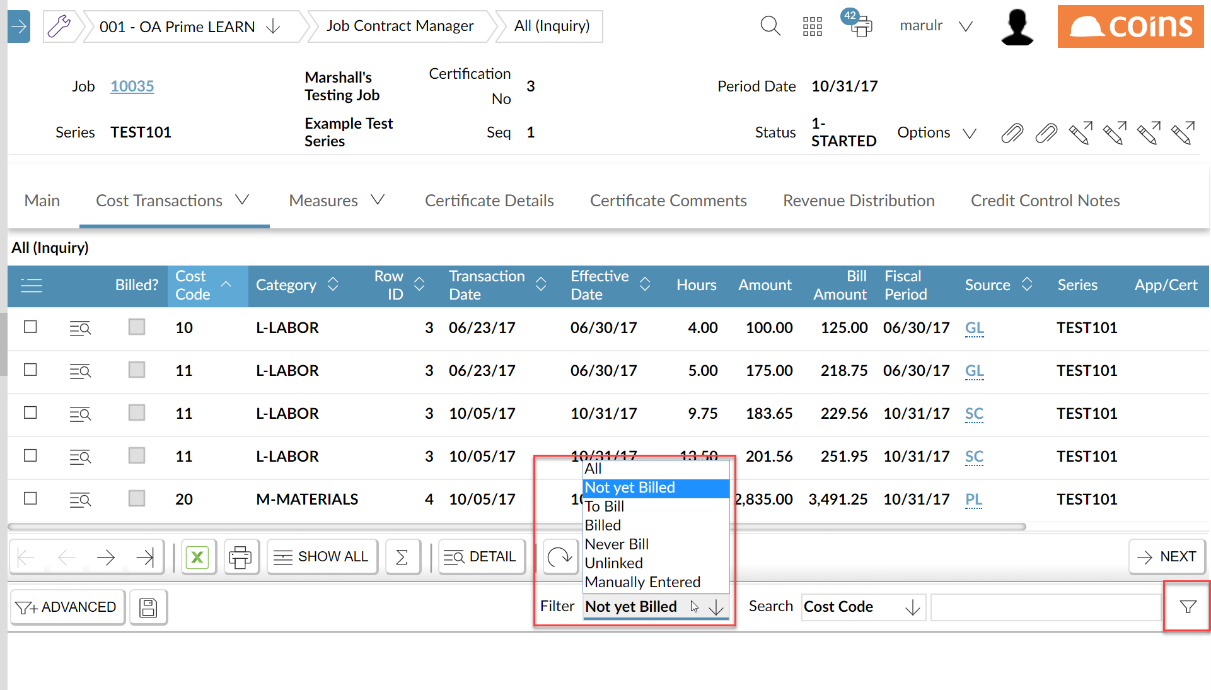 001 - OA Prime LEARN
Job Contract Manager
All (Inquiry)
42
marulr
coins
Job 10035
Marshall's
Testing Job
Certification
No
3
Period Date 10/31/17
Series TEST101
Example Test
Series
Seq 1
Status
1-
STARTED
Options
Main Cost Transactions Measures Certificate Details Certificate Comments Revenue Distribution Credit Control Notes
All (Inquiry)
Billed? Cost Code Category Row ID Transaction Date Effective Date Hours Amount Bill Amount Fiscal Period Source Series App/Cert
10 L-LABOR 3 06/23/17 06/30/17 4.00 100.00 125.00 06/30/17 GL TEST101
11 L-LABOR 3 06/23/17 06/30/17 5.00 175.00 218.75 06/30/17 GL TEST101
11 L-LABOR 3 10/05/17 10/31/17 9.75 183.65 229.56 10/31/17 SC TEST101
11 L-LABOR 3 10/05/17 10/31/17 13.50 201.56 251.95 10/31/17 SC TEST101
20 M-MATERIALS 4 10/05/17 10 2,835.00 3,491.25 10/31/17 PL TEST101
All
Not yet Billed
To Bill
Billed
Never Bill
Unlinked
Manually Entered
SHOW ALL
Σ
DETAIL
NEXT
ADVANCED
Filter Not yet Billed
Search Cost Code